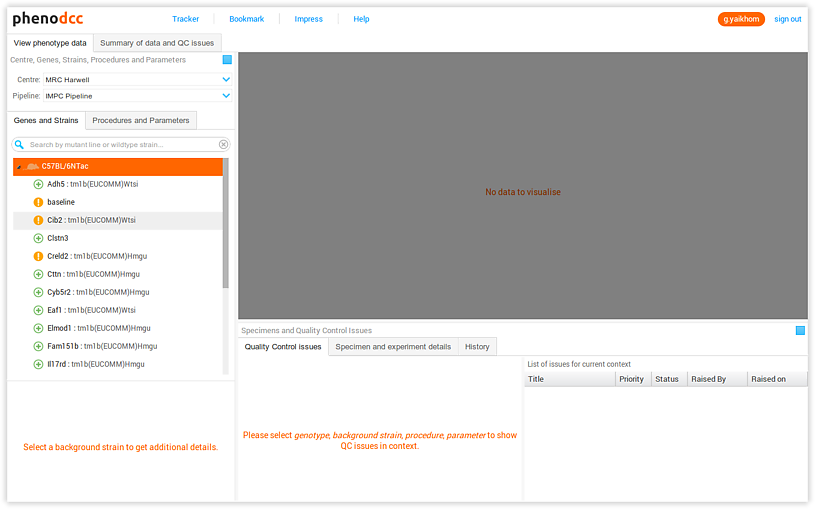 phenodcc
Tracker
Bookmark
Impress
Help
g.yaikhom
sign out
View phenotype data
Summary of data and QC issues
Centre, Genes, Strains, Procedures and Parameters
Centre: MRC Harwell
Pipeline: IMPC Pipeline
Genes and Strains
Procedures and Parameters
Search by mutant line or wildtype strain...
C57BL/6NTac
Adh5 : tm1b(EUCOMM)Wtsi
baseline
Cib2 : tm1b(EUCOMM)Wtsi
Clstn3
Creld2 : tm1b(EUCOMM)Hmgu
Cttn : tm1b(EUCOMM)Hmgu
Cyb5r2 : tm1b(EUCOMM)Hmgu
Eaf1 : tm1b(EUCOMM)Wtsi
Elmod1 : tm1b(EUCOMM)Hmgu
Fam151b : tm1b(EUCOMM)Hmgu
Il17rd : tm1b(EUCOMM)Hmgu
Select a background strain to get additional details.
No data to visualise
Specimens and Quality Control Issues
Quality Control issues
Specimen and experiment details
History
Please select genotype, background strain, procedure, parameter to show
QC issues in context.
List of issues for current context
Title
Priority
Status
Raised By
Raised on